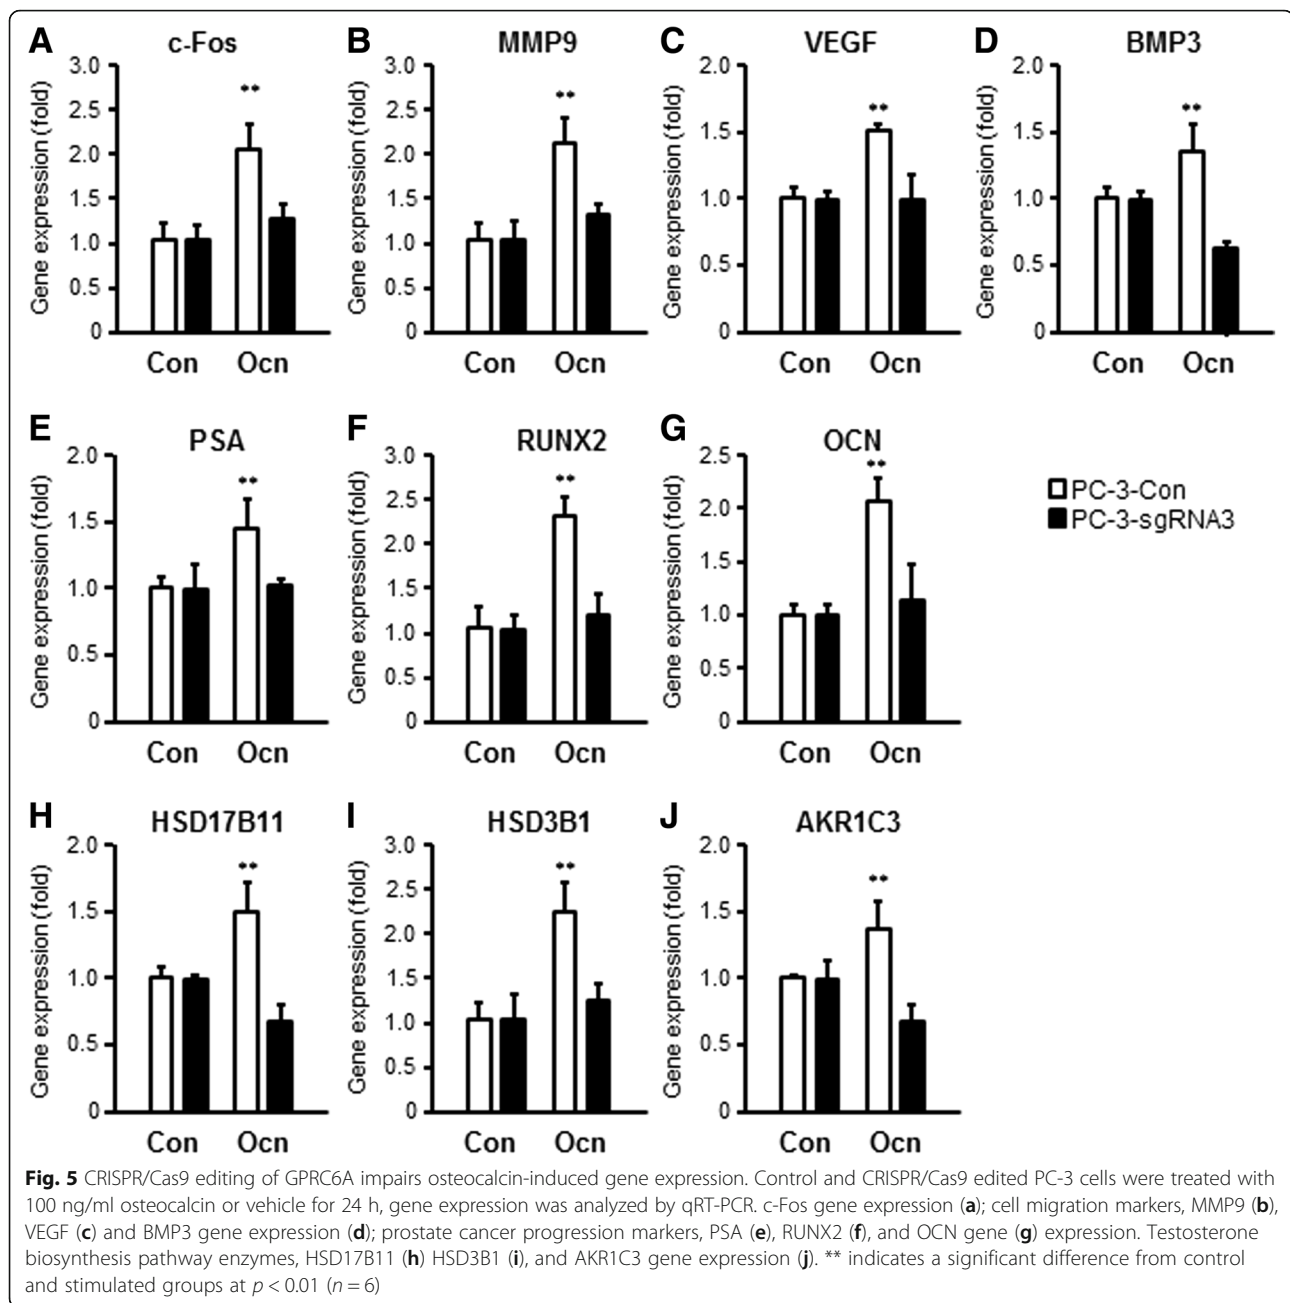 A c-Fos
Gene expression (fold)
3.0
2.5
2.0
1.5
1.0
0.5
0
**
Con Ocn
B MMP9
Gene expression (fold)
3.0
2.5
2.0
1.5
1.0
0.5
0
**
Con Ocn
C VEGF
Gene expression (fold)
2.0
1.5
1.0
0.5
0
**
Con Ocn
D BMP3
Gene expression (fold)
2.0
1.5
1.0
0.5
0
**
Con Ocn
E PSA
Gene expression (fold)
2.0
1.5
1.0
0.5
0
**
Con Ocn
F RUNX2
Gene expression (fold)
3.0
2.5
2.0
1.5
1.0
0.5
0
**
Con Ocn
G OCN
Gene expression (fold)
2.5
2.0
1.5
1.0
0.5
0
**
Con Ocn
PC-3-Con
PC-3-sgRNA3
H HSD17B11
Gene expression (fold)
2.0
1.5
1.0
0.5
0
**
Con Ocn
I HSD3B1
Gene expression (fold)
3.0
2.5
2.0
1.5
1.0
0.5
0
**
Con Ocn
J AKR1C3
Gene expression (fold)
2.0
1.5
1.0
0.5
0
**
Con Ocn
Fig. 5 CRISPR/Cas9 editing of GPRC6A impairs osteocalcin-induced gene expression. Control and CRISPR/Cas9 edited PC-3 cells were treated with
100 ng/ml osteocalcin or vehicle for 24 h, gene expression was analyzed by qRT-PCR. c-Fos gene expression (a); cell migration markers, MMP9 (b),
VEGF (c) and BMP3 gene expression (d); prostate cancer progression markers, PSA (e), RUNX2 (f), and OCN gene (g) expression. Testosterone
biosynthesis pathway enzymes, HSD17B11 (h) HSD3B1 (i), and AKR1C3 gene expression (j). ** indicates a significant difference from control
and stimulated groups at p < 0.01 (n = 6)